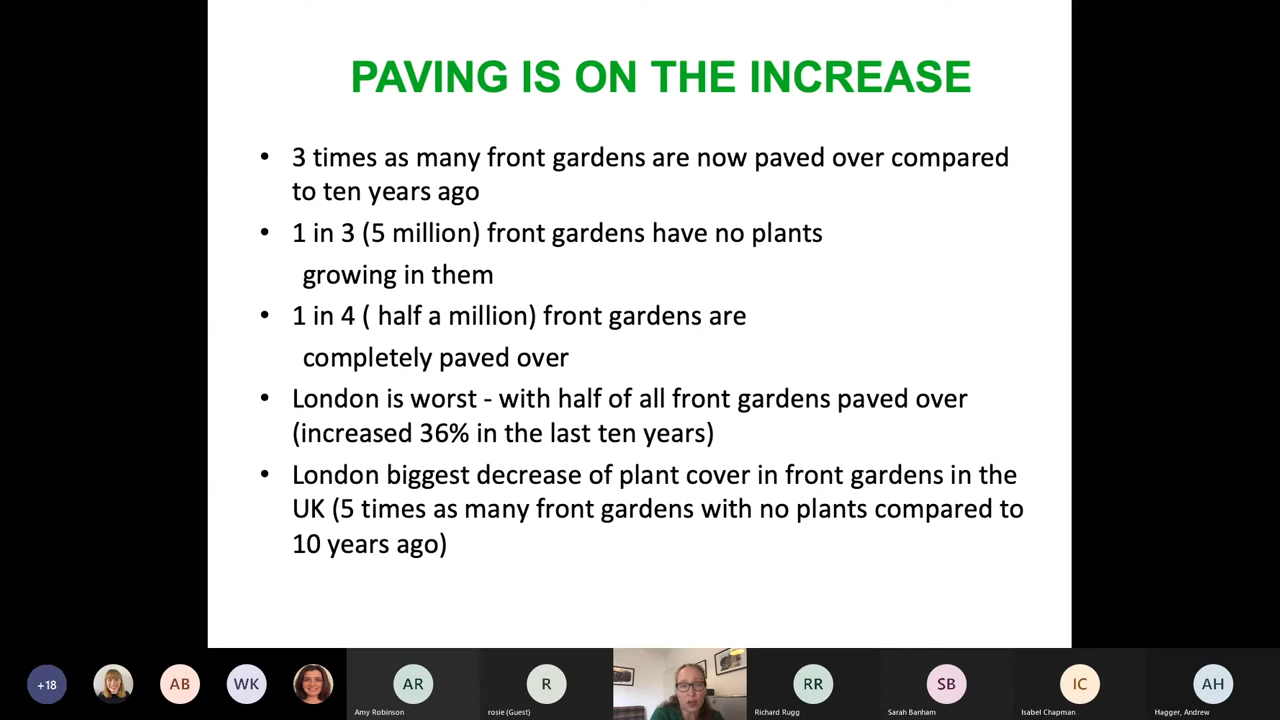 PAVING IS ON THE INCREASE
• 3 times as many front gardens are now paved over compared
to ten years ago
• 1 in 3 (5 million) front gardens have no plants
growing in them
• 1 in 4 ( half a million) front gardens are
completely paved over
• London is worst - with half of all front gardens paved over
(increased 36% in the last ten years)
• London biggest decrease of plant cover in front gardens in the
UK (5 times as many front gardens with no plants compared to
10 years ago)
+18
AB
WK
AR
R
RR
SB
IC
AH
Amy Robinson
rosie (Guest)
Richard Rugg
Sarah Banham
Isabel Chapman
Hagger, Andrew